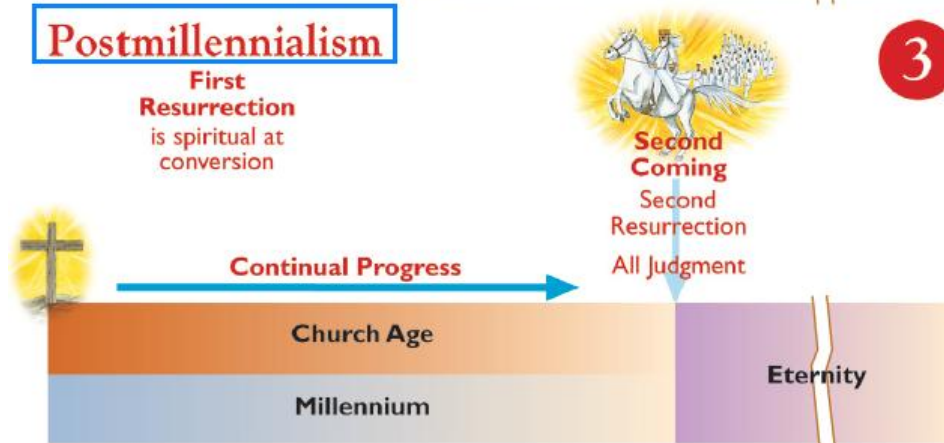 Postmillennialism
First
Resurrection
is spiritual at
conversion
3
Second
Coming
Second
Resurrection
All Judgment
Continual Progress
Church Age
Millennium
Eternity